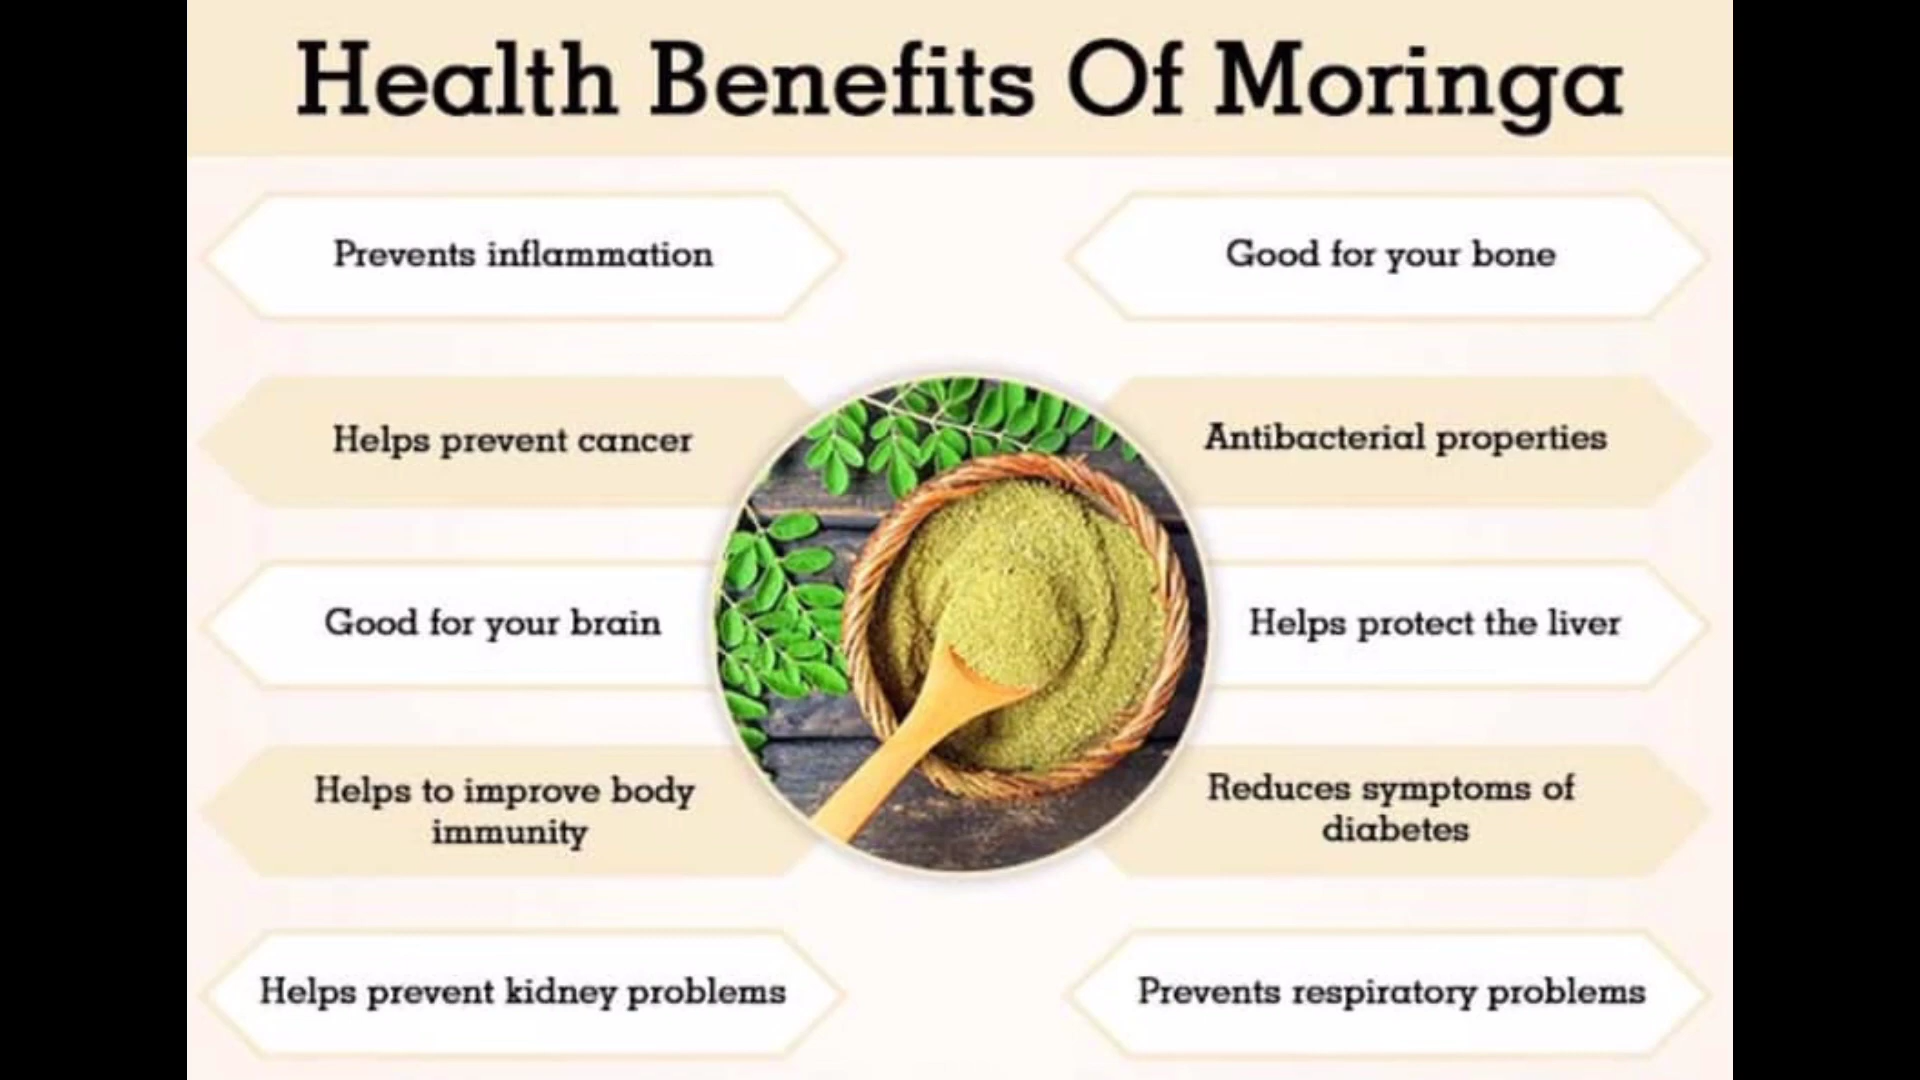 Health Benefits Of Moringa
Prevents inflammation
Good for your bone
Helps prevent cancer
Antibacterial properties
Good for your brain
Helps protect the liver
Helps to improve body
immunity
Reduces symptoms of
diabetes
Helps prevent kidney problems
Prevents respiratory problems